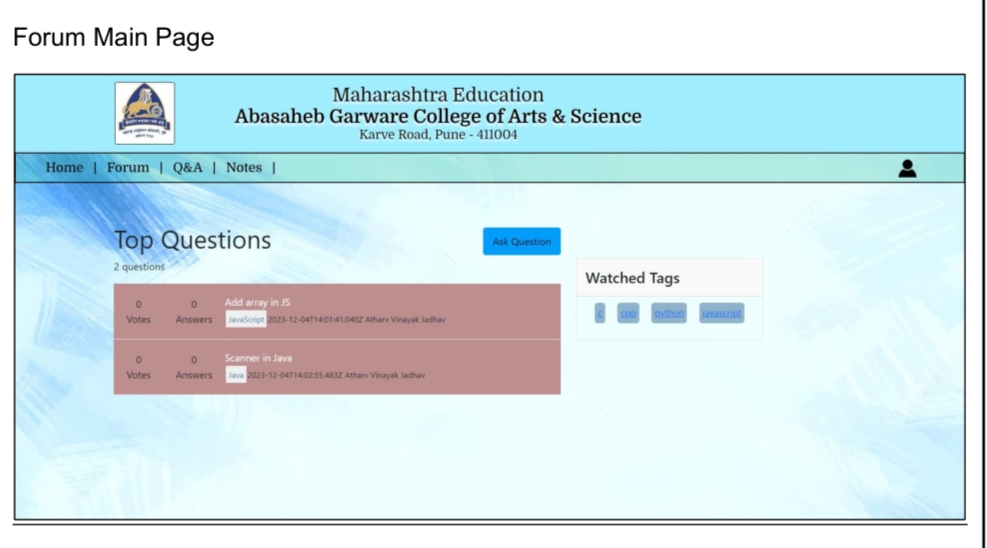 Forum Main Page
Maharashtra Education
Abasaheb Garware College of Arts & Science
Karve Road, Pune - 411004
Home | Forum | Q&A | Notes |
Top Questions
Ask Question
2 questions
0 Votes 0 Answers Add array in JS
JavaScript 2023-12-04T14:01:41.040Z Atharv Vinayak Jadhav
0 Votes 0 Answers Scanner in Java
Java 2023-12-04T14:02:55.483Z Atharv Vinayak Jadhav
Watched Tags
c cpp python javascript